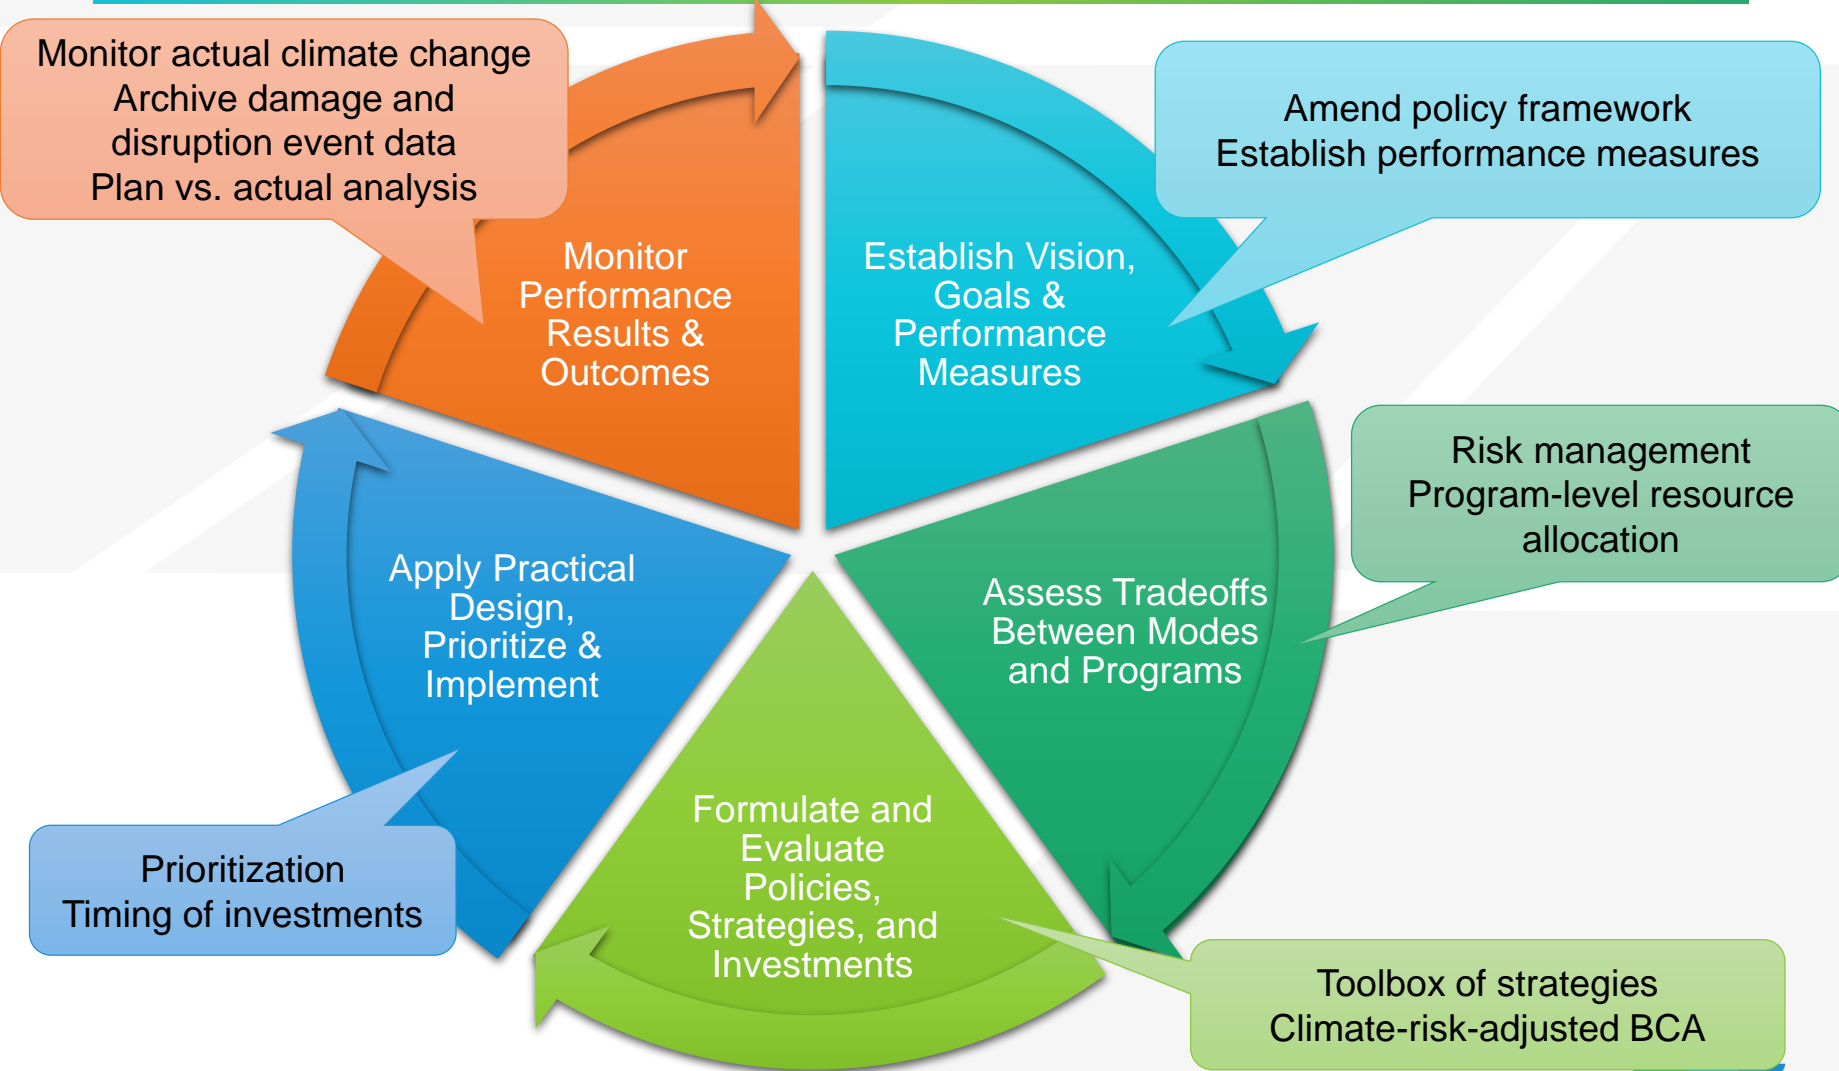 Monitor actual climate change
Archive damage and
disruption event data
Plan vs. actual analysis
Amend policy framework
Establish performance measures
Monitor
Performance
Results &
Outcomes
Establish Vision,
Goals &
Performance
Measures
Risk management
Program-level resource
allocation
Apply Practical
Design,
Prioritize &
Implement
Assess Tradeoffs
Between Modes
and Programs
Formulate and
Evaluate
Policies,
Strategies, and
Investments
Prioritization
Timing of investments
Toolbox of strategies
Climate-risk-adjusted BCA